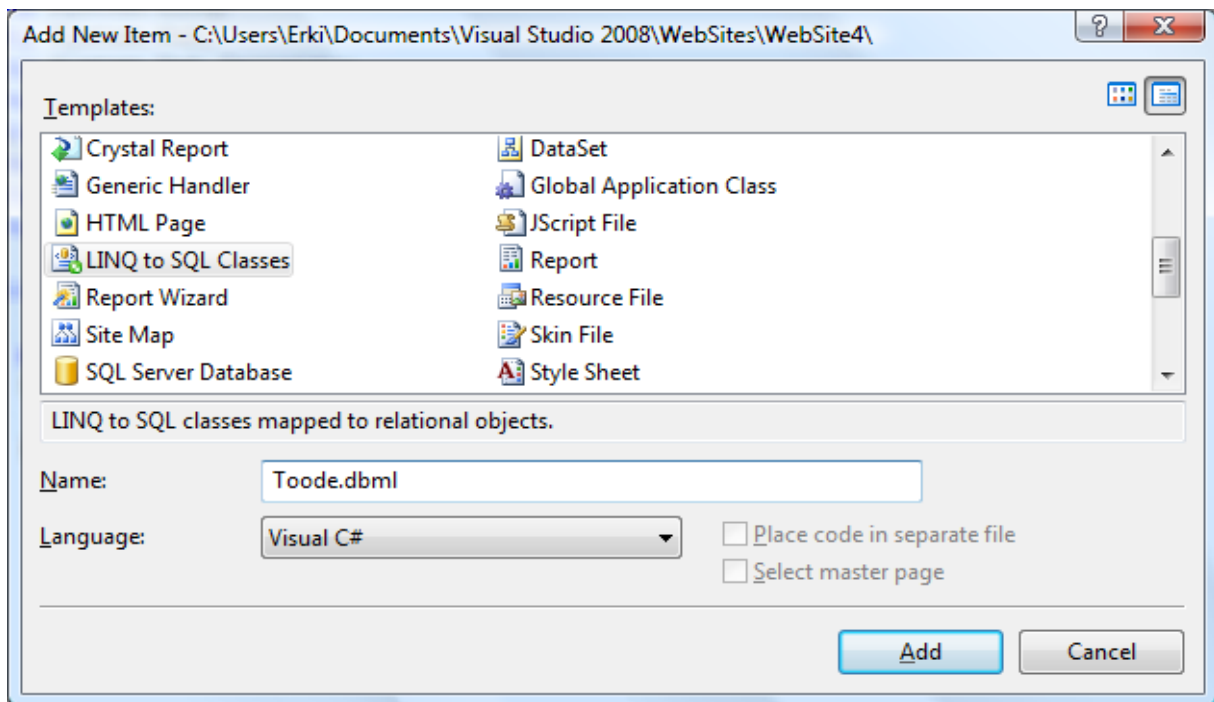 Add New Item - C:\Users\Erki\Documents\Visual Studio 2008\WebSites\WebSite4\
Templates:
Crystal Report
DataSet
Generic Handler
Global Application Class
HTML Page
JScript File
LINQ to SQL Classes
Report
Report Wizard
Resource File
Site Map
Skin File
SQL Server Database
Style Sheet
LINQ to SQL classes mapped to relational objects.
Name:
Toode.dbml
Language:
Visual C#
Place code in separate file
Select master page
Add
Cancel